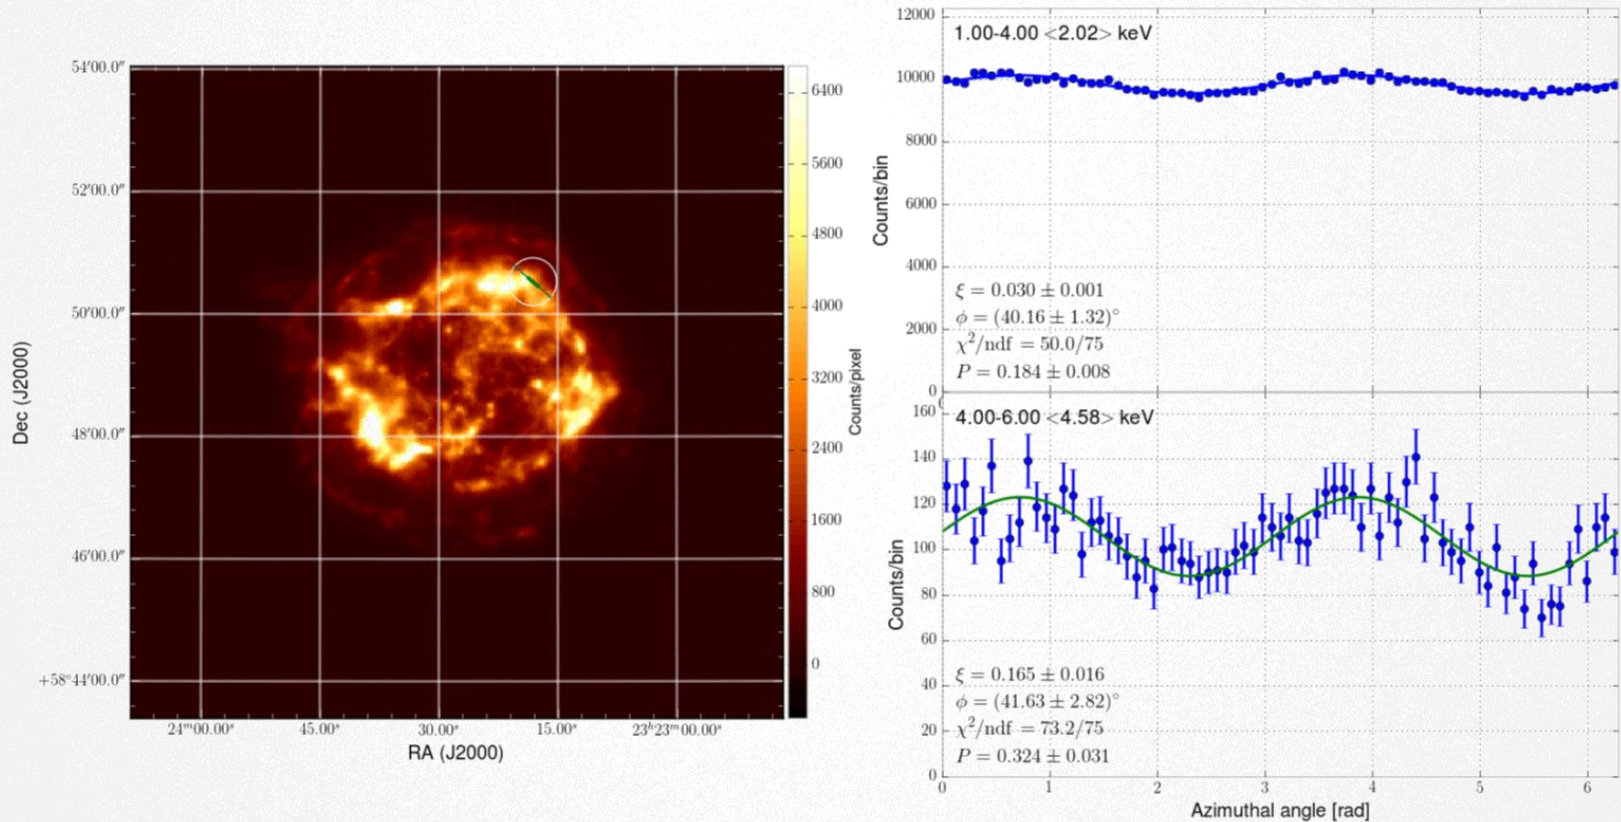 54′00.0″
52′00.0″
50′00.0″
48′00.0″
46′00.0″
+58°44′00.0″
Dec (J2000)
24ᵐ00.00ˢ
45.00ˢ
30.00ˢ
15.00ˢ
23ʰ23ᵐ00.00ˢ
RA (J2000)
6400
5600
4800
4000
3200
2400
1600
800
0
Counts/pixel
12000
10000
8000
6000
4000
2000
0
Counts/bin
1.00-4.00 <2.02> keV
ξ = 0.030 ± 0.001
ϕ = (40.16 ± 1.32)°
χ²/ndf = 50.0/75
P = 0.184 ± 0.008
160
140
120
100
80
60
40
20
0
Counts/bin
4.00-6.00 <4.58> keV
ξ = 0.165 ± 0.016
ϕ = (41.63 ± 2.82)°
χ²/ndf = 73.2/75
P = 0.324 ± 0.031
0 1 2 3 4 5 6
Azimuthal angle [rad]